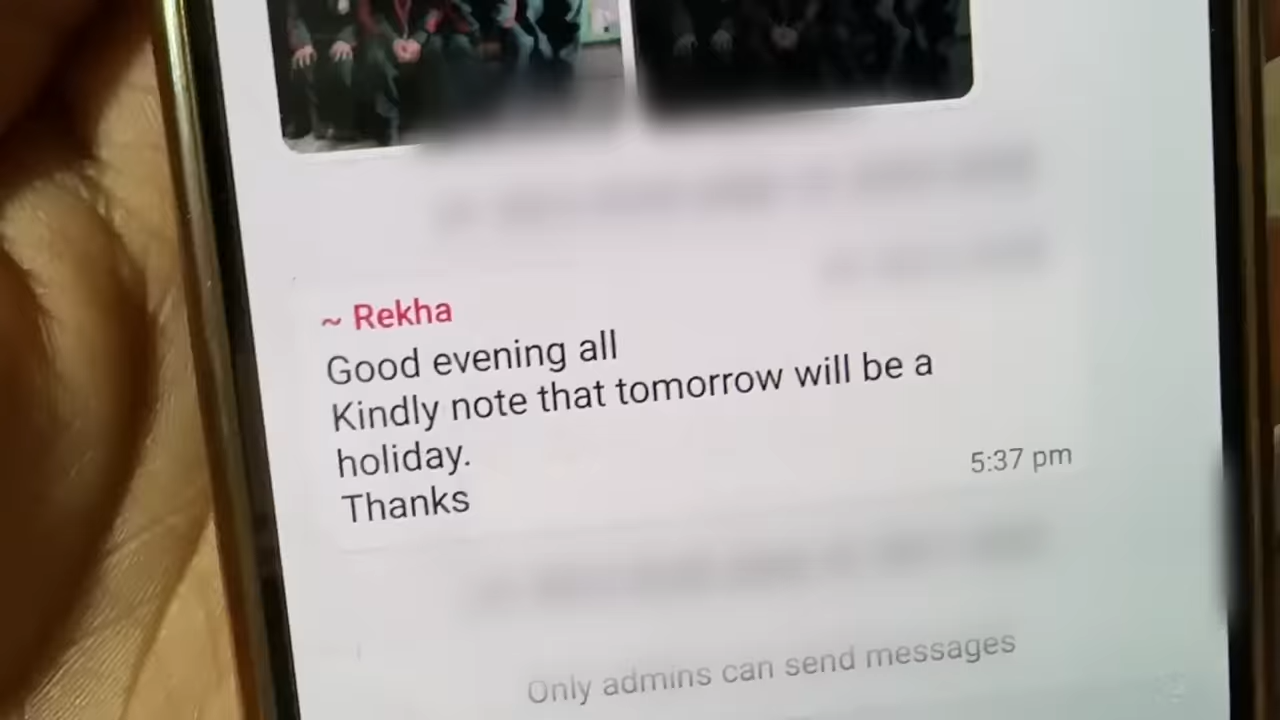 ~ Rekha
Good evening all
Kindly note that tomorrow will be a
holiday.
Thanks
5:37 pm
Only admins can send messages